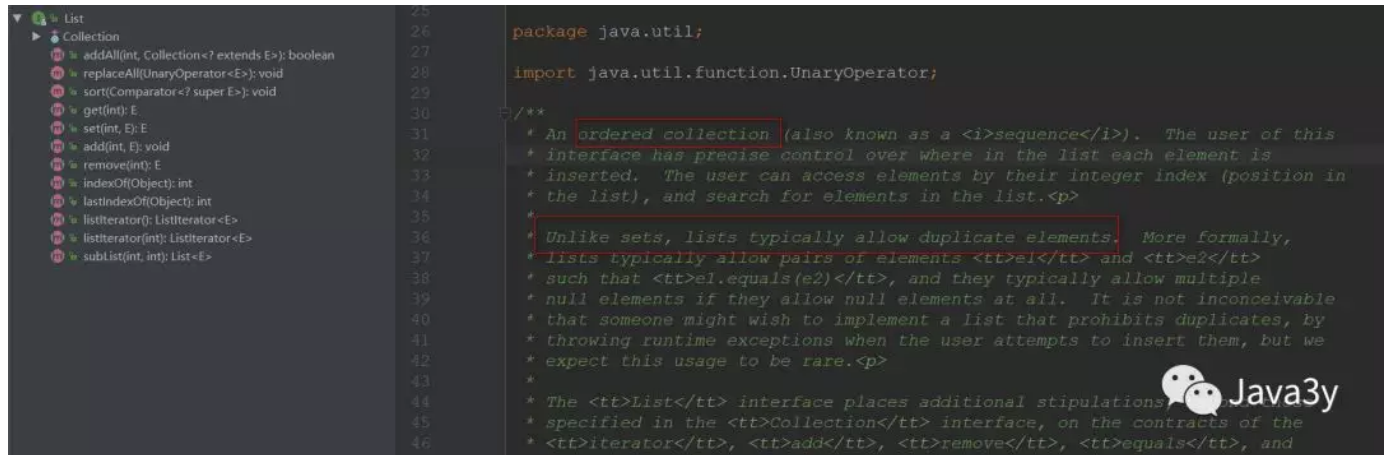 List
Collection
addAll(int, Collection<? extends E>): boolean
replaceAll(UnaryOperator<E>): void
sort(Comparator<? super E>): void
get(int): E
set(int, E): E
add(int, E): void
remove(int): E
indexOf(Object): int
lastIndexOf(Object): int
listIterator(): ListIterator<E>
listIterator(int): ListIterator<E>
subList(int, int): List<E>
25
26 package java.util;
27
28 import java.util.function.UnaryOperator;
29
30 /**
31 * An ordered collection (also known as a <i>sequence</i>). The user of this
32 * interface has precise control over where in the list each element is
33 * inserted. The user can access elements by their integer index (position in
34 * the list), and search for elements in the list.<p>
35 *
36 * Unlike sets, lists typically allow duplicate elements. More formally,
37 * lists typically allow pairs of elements <tt>e1</tt> and <tt>e2</tt>
38 * such that <tt>e1.equals(e2)</tt>, and they typically allow multiple
39 * null elements if they allow null elements at all. It is not inconceivable
40 * that someone might wish to implement a list that prohibits duplicates, by
41 * throwing runtime exceptions when the user attempts to insert them, but we
42 * expect this usage to be rare.<p>
43 *
44 * The <tt>List</tt> interface places additional stipulations,
45 * specified in the <tt>Collection</tt> interface, on the contracts of the
46 * <tt>iterator</tt>, <tt>add</tt>, <tt>remove</tt>, <tt>equals</tt>, and
Java3y